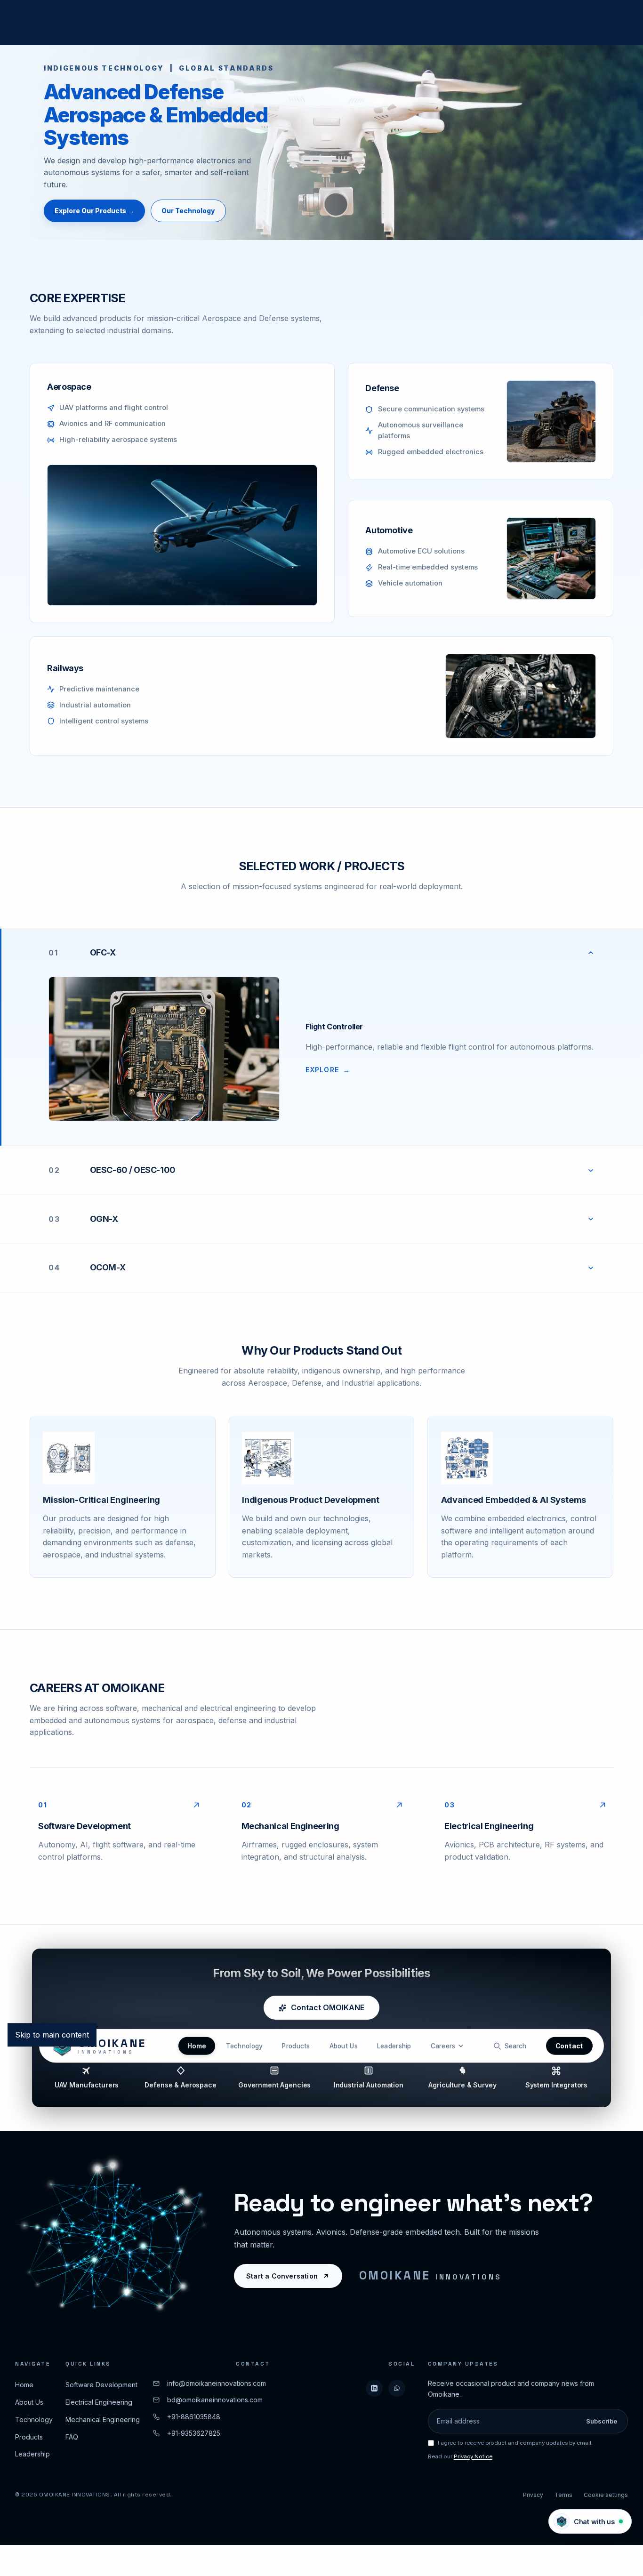 INDIGENOUS TECHNOLOGY | GLOBAL STANDARDS
Advanced Defense
Aerospace & Embedded
Systems
We design and develop high-performance electronics and
autonomous systems for a safer, smarter and self-reliant
future.
Explore Our Products →
Our Technology
CORE EXPERTISE
We build advanced products for mission-critical Aerospace and Defense systems,
extending to selected industrial domains.
Aerospace
UAV platforms and flight control
Avionics and RF communication
High-reliability aerospace systems
Defense
Secure communication systems
Autonomous surveillance
platforms
Rugged embedded electronics
Automotive
Automotive ECU solutions
Real-time embedded systems
Vehicle automation
Railways
Predictive maintenance
Industrial automation
Intelligent control systems
SELECTED WORK / PROJECTS
A selection of mission-focused systems engineered for real-world deployment.
01 OFC-X
Flight Controller
High-performance, reliable and flexible flight control for autonomous platforms.
EXPLORE →
02 OESC-60 / OESC-100
03 OGN-X
04 OCOM-X
Why Our Products Stand Out
Engineered for absolute reliability, indigenous ownership, and high performance
across Aerospace, Defense, and Industrial applications.
Mission-Critical Engineering
Our products are designed for high
reliability, precision, and performance in
demanding environments such as defense,
aerospace, and industrial systems.
Indigenous Product Development
We build and own our technologies,
enabling scalable deployment,
customization, and licensing across global
markets.
Advanced Embedded & AI Systems
We combine embedded electronics, control
software and intelligent automation around
the operating requirements of each
platform.
CAREERS AT OMOIKANE
We are hiring across software, mechanical and electrical engineering to develop
embedded and autonomous systems for aerospace, defense and industrial
applications.
01
Software Development
Autonomy, AI, flight software, and real-time
control platforms.
02
Mechanical Engineering
Airframes, rugged enclosures, system
integration, and structural analysis.
03
Electrical Engineering
Avionics, PCB architecture, RF systems, and
product validation.
From Sky to Soil, We Power Possibilities
Contact OMOIKANE
Skip to main content
OIKANE
INNOVATIONS
Home
Technology
Products
About Us
Leadership
Careers
Search
Contact
UAV Manufacturers
Defense & Aerospace
Government Agencies
Industrial Automation
Agriculture & Survey
System Integrators
Ready to engineer what's next?
Autonomous systems. Avionics. Defense-grade embedded tech. Built for the missions
that matter.
Start a Conversation ↗
OMOIKANE INNOVATIONS
NAVIGATE
Home
About Us
Technology
Products
Leadership
QUICK LINKS
Software Development
Electrical Engineering
Mechanical Engineering
FAQ
CONTACT
info@omoikaneinnovations.com
bd@omoikaneinnovations.com
+91-8861035848
+91-9353627825
SOCIAL
COMPANY UPDATES
Receive occasional product and company news from
Omoikane.
Email address
Subscribe
I agree to receive product and company updates by email
Read our Privacy Notice
© 2026 OMOIKANE INNOVATIONS. All rights reserved.
Privacy
Terms
Cookie settings
Chat with us